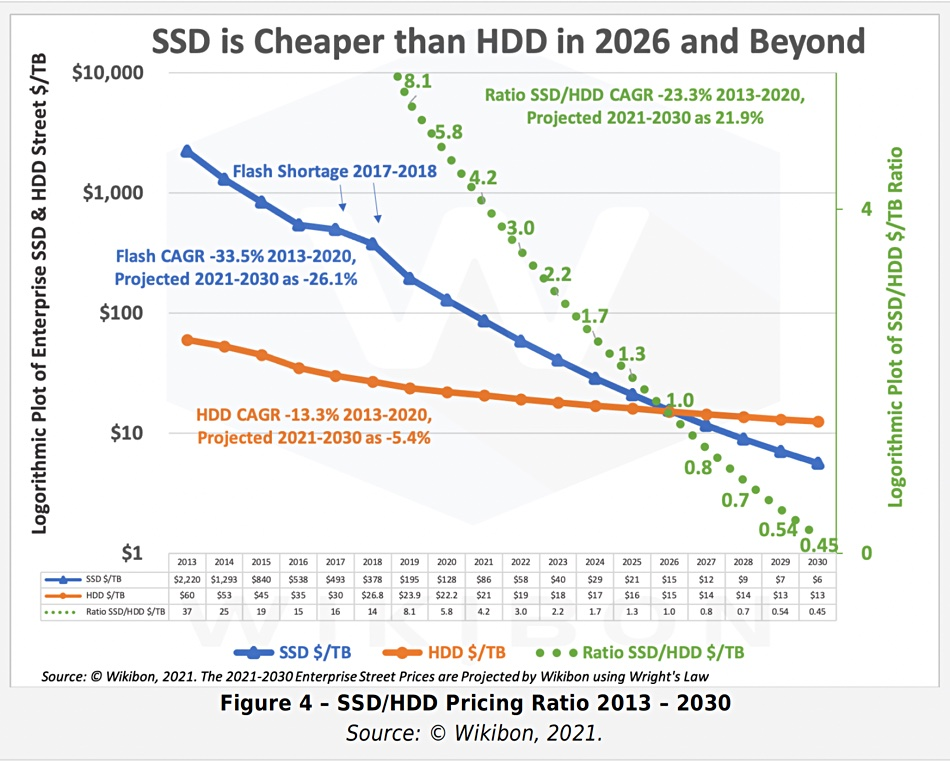 SSD is Cheaper than HDD in 2026 and Beyond
Logorithmic Plot of Enterprise SSD & HDD Street $/TB
$10,000
$1,000
$100
$10
$1
Flash Shortage 2017-2018
Flash CAGR -33.5% 2013-2020,
Projected 2021-2030 as -26.1%
HDD CAGR -13.3% 2013-2020,
Projected 2021-2030 as -5.4%
Ratio SSD/HDD CAGR -23.3% 2013-2020,
Projected 2021-2030 as 21.9%
8.1
5.8
4.2
3.0
2.2
1.7
1.3
1.0
0.8
0.7
0.54
0.45
4
0
Logorithmic Plot of SSD/HDD $/TB Ratio
2013 2014 2015 2016 2017 2018 2019 2020 2021 2022 2023 2024 2025 2026 2027 2028 2029 2030
SSD $/TB $2,220 $1,293 $840 $538 $493 $378 $195 $128 $86 $58 $40 $29 $21 $15 $12 $9 $7 $6
HDD $/TB $60 $53 $45 $35 $30 $26.8 $23.9 $22.2 $21 $19 $18 $17 $16 $15 $14 $14 $13 $13
Ratio SSD/HDD $/TB 37 25 19 15 16 14 8.1 5.8 4.2 3.0 2.2 1.7 1.3 1.0 0.8 0.7 0.54 0.45
WIKIBON
SSD $/TB HDD $/TB Ratio SSD/HDD $/TB
Source: © Wikibon, 2021. The 2021-2030 Enterprise Street Prices are Projected by Wikibon using Wright's Law
Figure 4 – SSD/HDD Pricing Ratio 2013 – 2030
Source: © Wikibon, 2021.